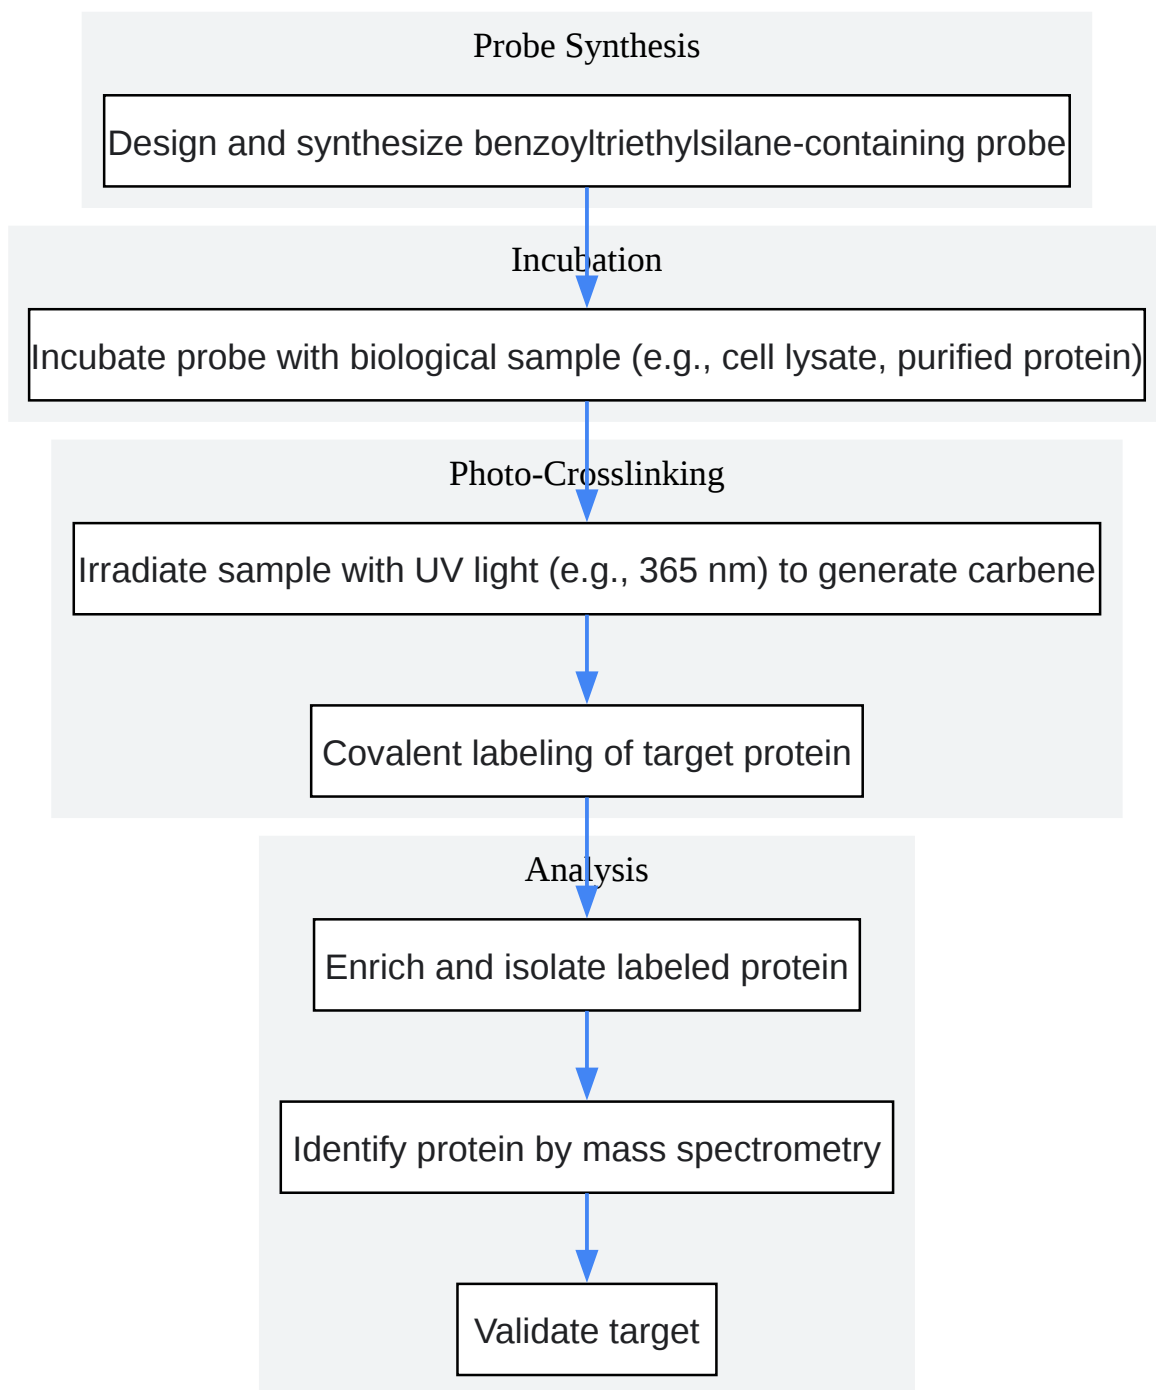 Probe Synthesis
Design and synthesize benzoyltriethylsilane-containing probe
Incubation
Incubate probe with biological sample (e.g., cell lysate, purified protein)
Photo-Crosslinking
Irradiate sample with UV light (e.g., 365 nm) to generate carbene
Covalent labeling of target protein
Analysis
Enrich and isolate labeled protein
Identify protein by mass spectrometry
Validate target